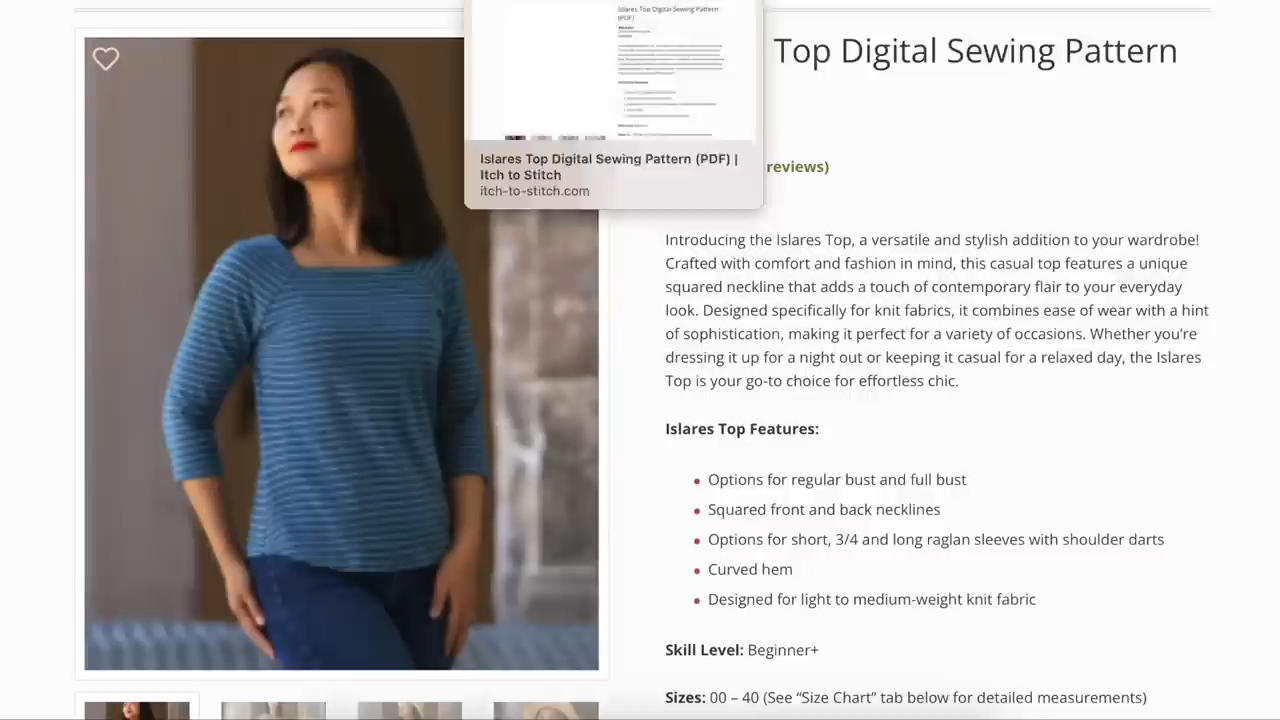 Islares Top Digital Sewing Pattern
(PDF)
Top Digital Sewing Pattern
Islares Top Digital Sewing Pattern (PDF) |
Itch to Stitch
itch-to-stitch.com
reviews)
Introducing the Islares Top, a versatile and stylish addition to your wardrobe!
Crafted with comfort and fashion in mind, this casual top features a unique
squared neckline that adds a touch of contemporary flair to your everyday
look. Designed specifically for knit fabrics, it combines ease of wear with a hint
of sophistication, making it perfect for a variety of occasions. Whether you’re
dressing it up for a night out or keeping it casual for a relaxed day, the Islares
Top is your go-to choice for effortless chic.
Islares Top Features:
Options for regular bust and full bust
Squared front and back necklines
Options for short, 3/4 and long raglan sleeves with shoulder darts
Curved hem
Designed for light to medium-weight knit fabric
Skill Level: Beginner+
Sizes: 00 – 40 (See “Size Chart” tab below for detailed measurements)